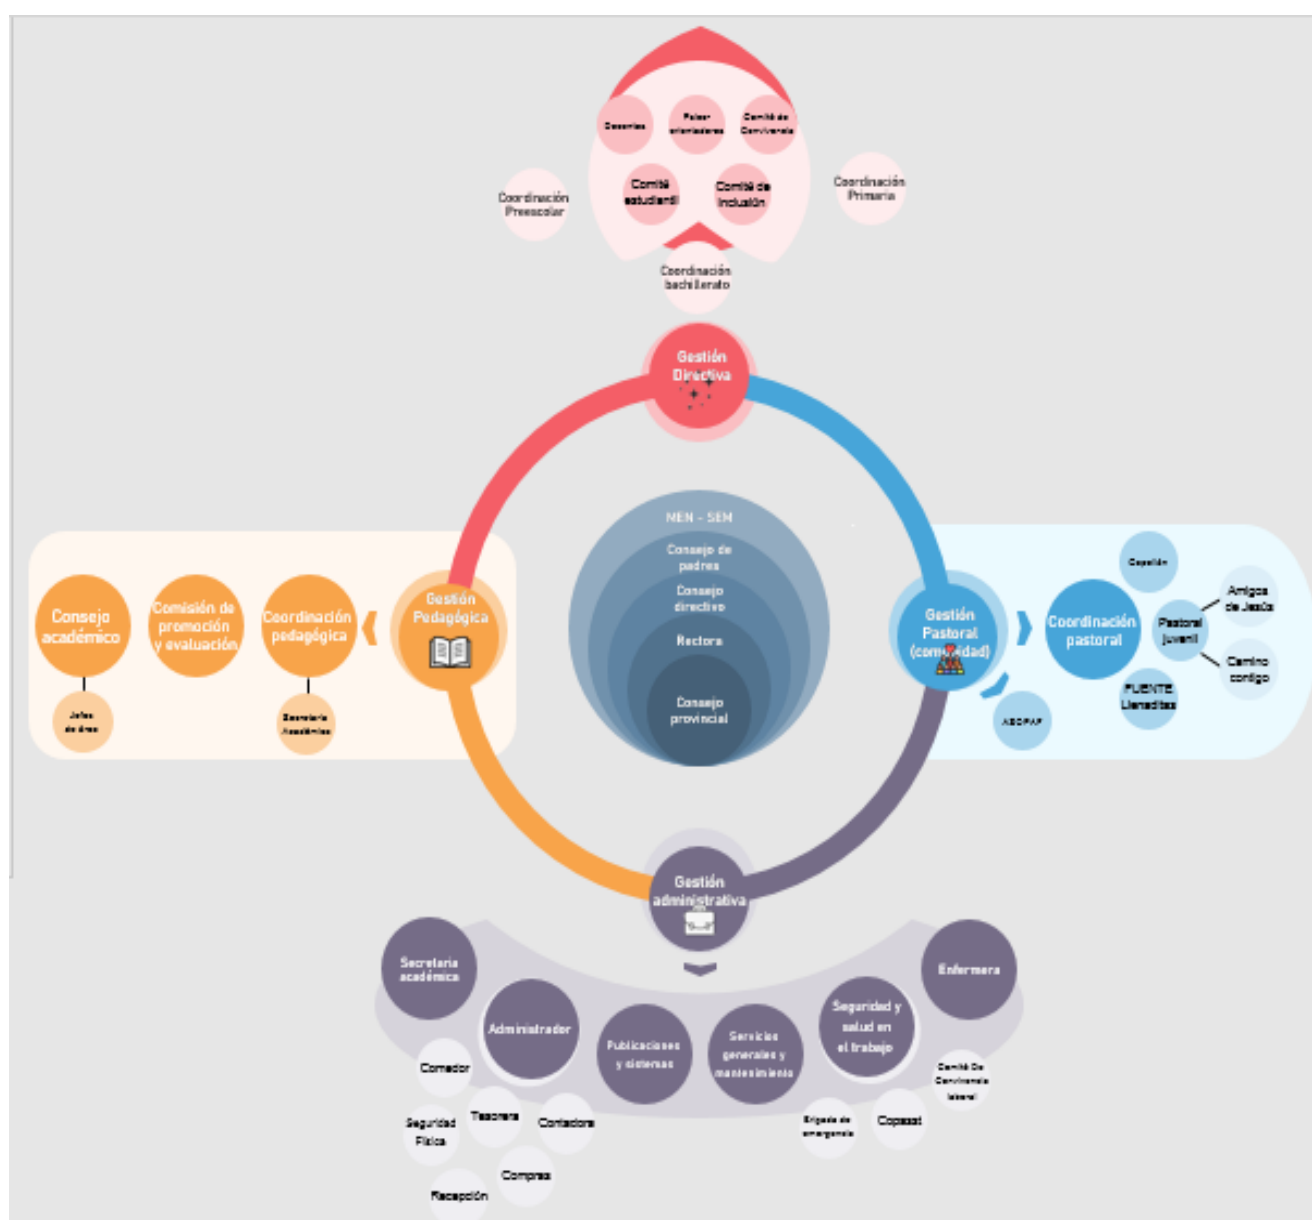 Docentes
Comité de
Convivencia
Comité
estudiantil
Comité de
Inclusión
Coordinación
Preescolar
Coordinación
Primaria
Coordinación
bachillerato
Gestión
Directiva
MEN - SEM
Consejo de
padres
Consejo
directivo
Rectora
Consejo
provincial
Gestión
Pedagógica
Coordinación
pedagógica
Comisión de
promoción
y evaluación
Consejo
académico
Jefes
de área
Secretaria
Académica
Gestión
Pastoral
(comunidad)
Coordinación
pastoral
Capellán
Pastoral
juvenil
Amigos
de Jesús
Camino
contigo
FUENTE
ASOPAF
Gestión
administrativa
Secretaria
académica
Administrador
Publicaciones
y sistemas
Servicios
generales y
mantenimiento
Seguridad y
salud en
el trabajo
Enfermera
Comedor
Seguridad
Física
Tesorera
Contadora
Compras
Recepción
Brigada de
emergencia
Copasst
Comité De
Convivencia
laboral